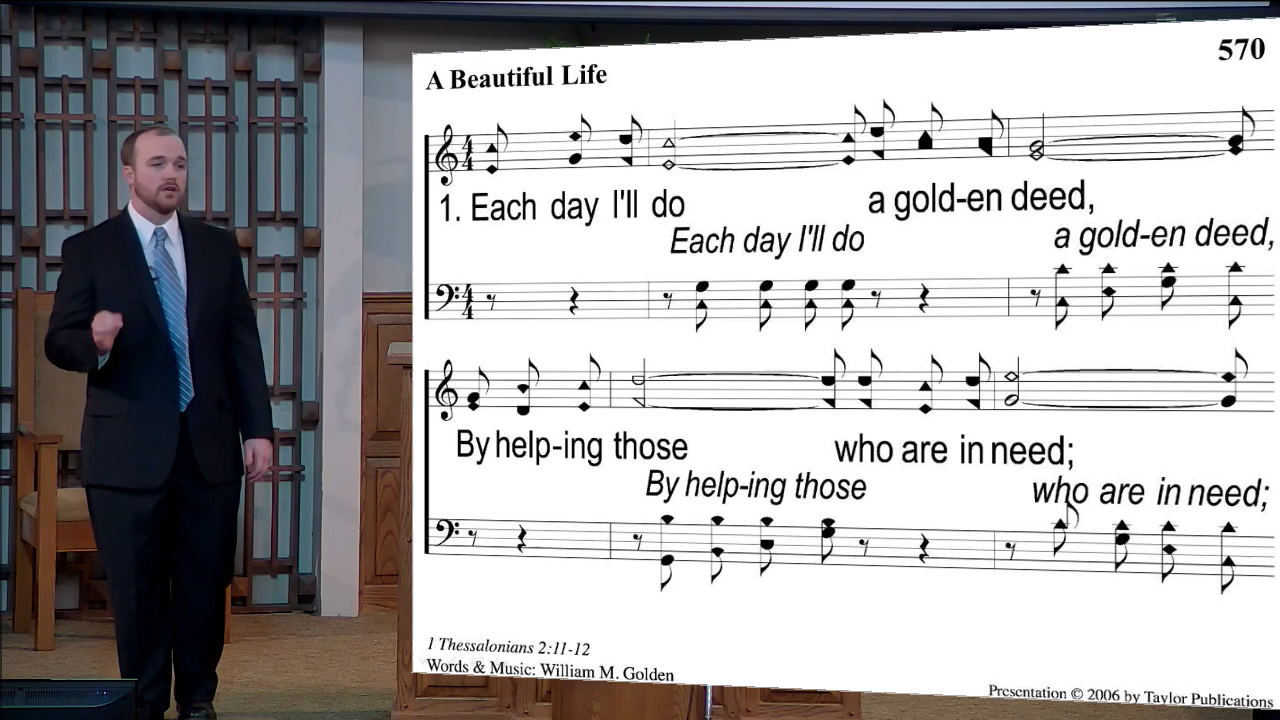 570
A Beautiful Life
1. Each day I'll do a gold-en deed,
Each day I'll do a gold-en deed,
By help-ing those who are in need;
By help-ing those who are in need;
1 Thessalonians 2:11-12
Words & Music: William M. Golden
Presentation © 2006 by Taylor Publications